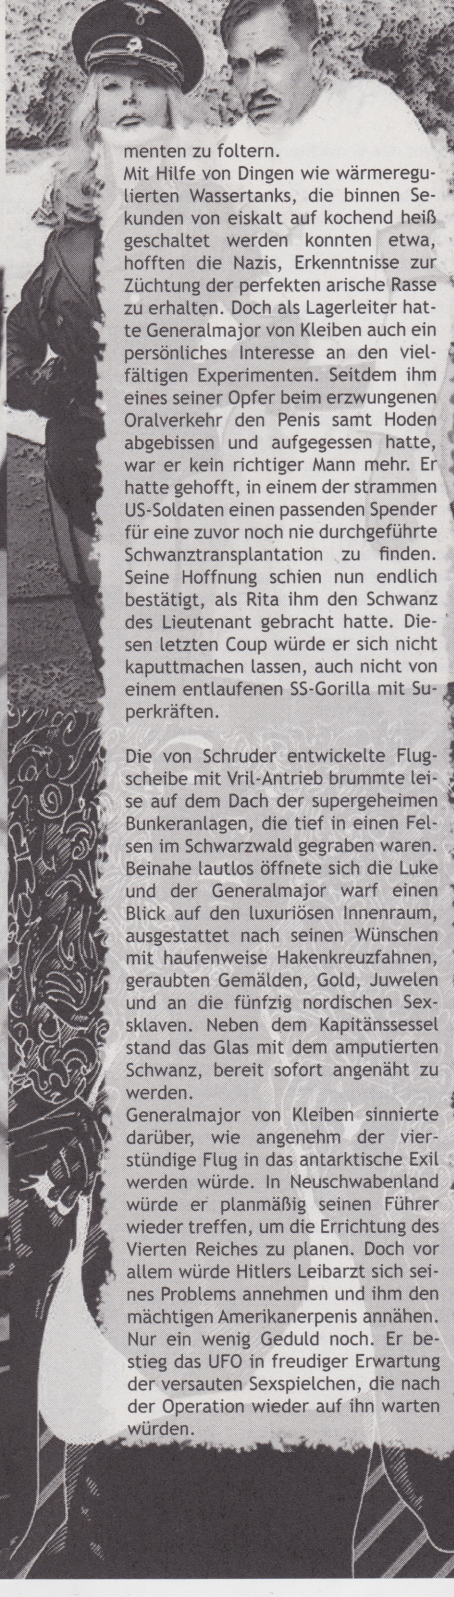 menten zu foltern.
Mit Hilfe von Dingen wie wärmeregu-
lierten Wassertanks, die binnen Se-
kunden von eiskalt auf kochend heiß
geschaltet werden konnten etwa,
hofften die Nazis, Erkenntnisse zur
Züchtung der perfekten arische Rasse
zu erhalten. Doch als Lagerleiter hat-
te Generalmajor von Kleiben auch ein
persönliches Interesse an den viel-
fältigen Experimenten. Seitdem ihm
eines seiner Opfer beim erzwungenen
Oralverkehr den Penis samt Hoden
abgebissen und aufgegessen hatte,
war er kein richtiger Mann mehr. Er
hatte gehofft, in einem der strammen
US-Soldaten einen passenden Spender
für eine zuvor noch nie durchgeführte
Schwanztransplantation zu finden.
Seine Hoffnung schien nun endlich
bestätigt, als Rita ihm den Schwanz
des Lieutenant gebracht hatte. Die-
sen letzten Coup würde er sich nicht
kaputtmachen lassen, auch nicht von
einem entlaufenen SS-Gorilla mit Su-
perkräften.
Die von Schruder entwickelte Flug-
scheibe mit Vril-Antrieb brummte lei-
se auf dem Dach der supergeheimen
Bunkeranlagen, die tief in einen Fel-
sen im Schwarzwald gegraben waren.
Beinahe lautlos öffnete sich die Luke
und der Generalmajor warf einen
Blick auf den luxuriösen Innenraum,
ausgestattet nach seinen Wünschen
mit haufenweise Hakenkreuzfahnen,
geraubten Gemälden, Gold, Juwelen
und an die fünfzig nordischen Sex-
sklaven. Neben dem Kapitänssessel
stand das Glas mit dem amputierten
Schwanz, bereit sofort angenäht zu
werden.
Generalmajor von Kleiben sinnierte
darüber, wie angenehm der vier-
stündige Flug in das antarktische Exil
werden würde. In Neuschwabenland
würde er planmäßig seinen Führer
wieder treffen, um die Errichtung des
Vierten Reiches zu planen. Doch vor
allem würde Hitlers Leibarzt sich sei-
nes Problems annehmen und ihm den
mächtigen Amerikanerpenis annähen.
Nur ein wenig Geduld noch. Er be-
stieg das UFO in freudiger Erwartung
der versauten Sexspielchen, die nach
der Operation wieder auf ihn warten
würden.